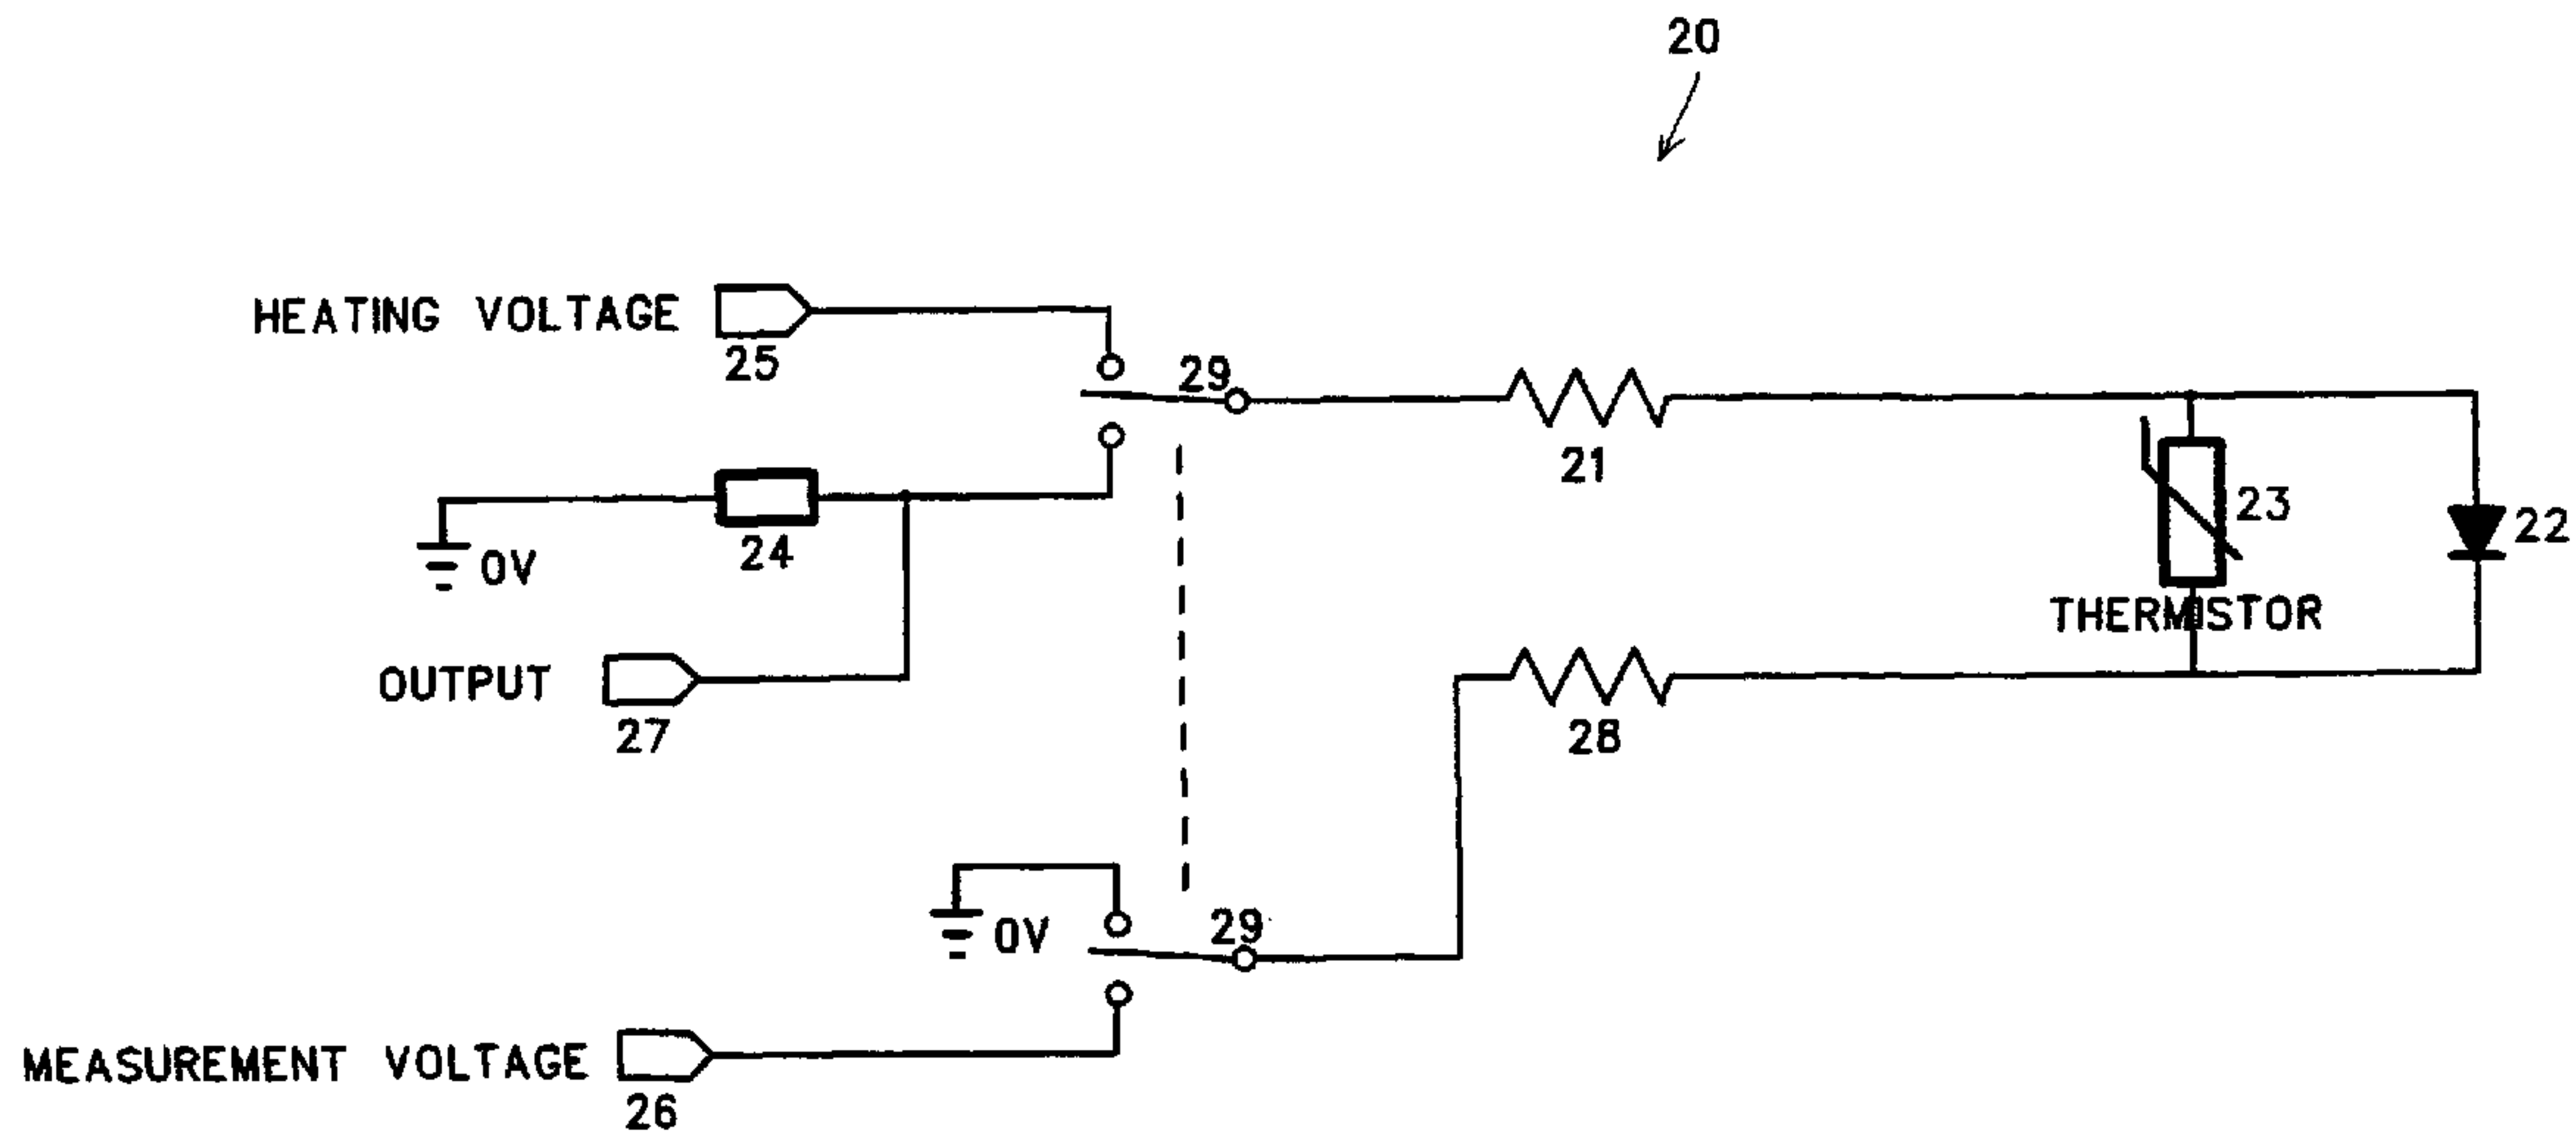 20
HEATING VOLTAGE
25
29
21
24
0V
23
22
THERMISTOR
OUTPUT
27
28
0V
29
MEASUREMENT VOLTAGE
26